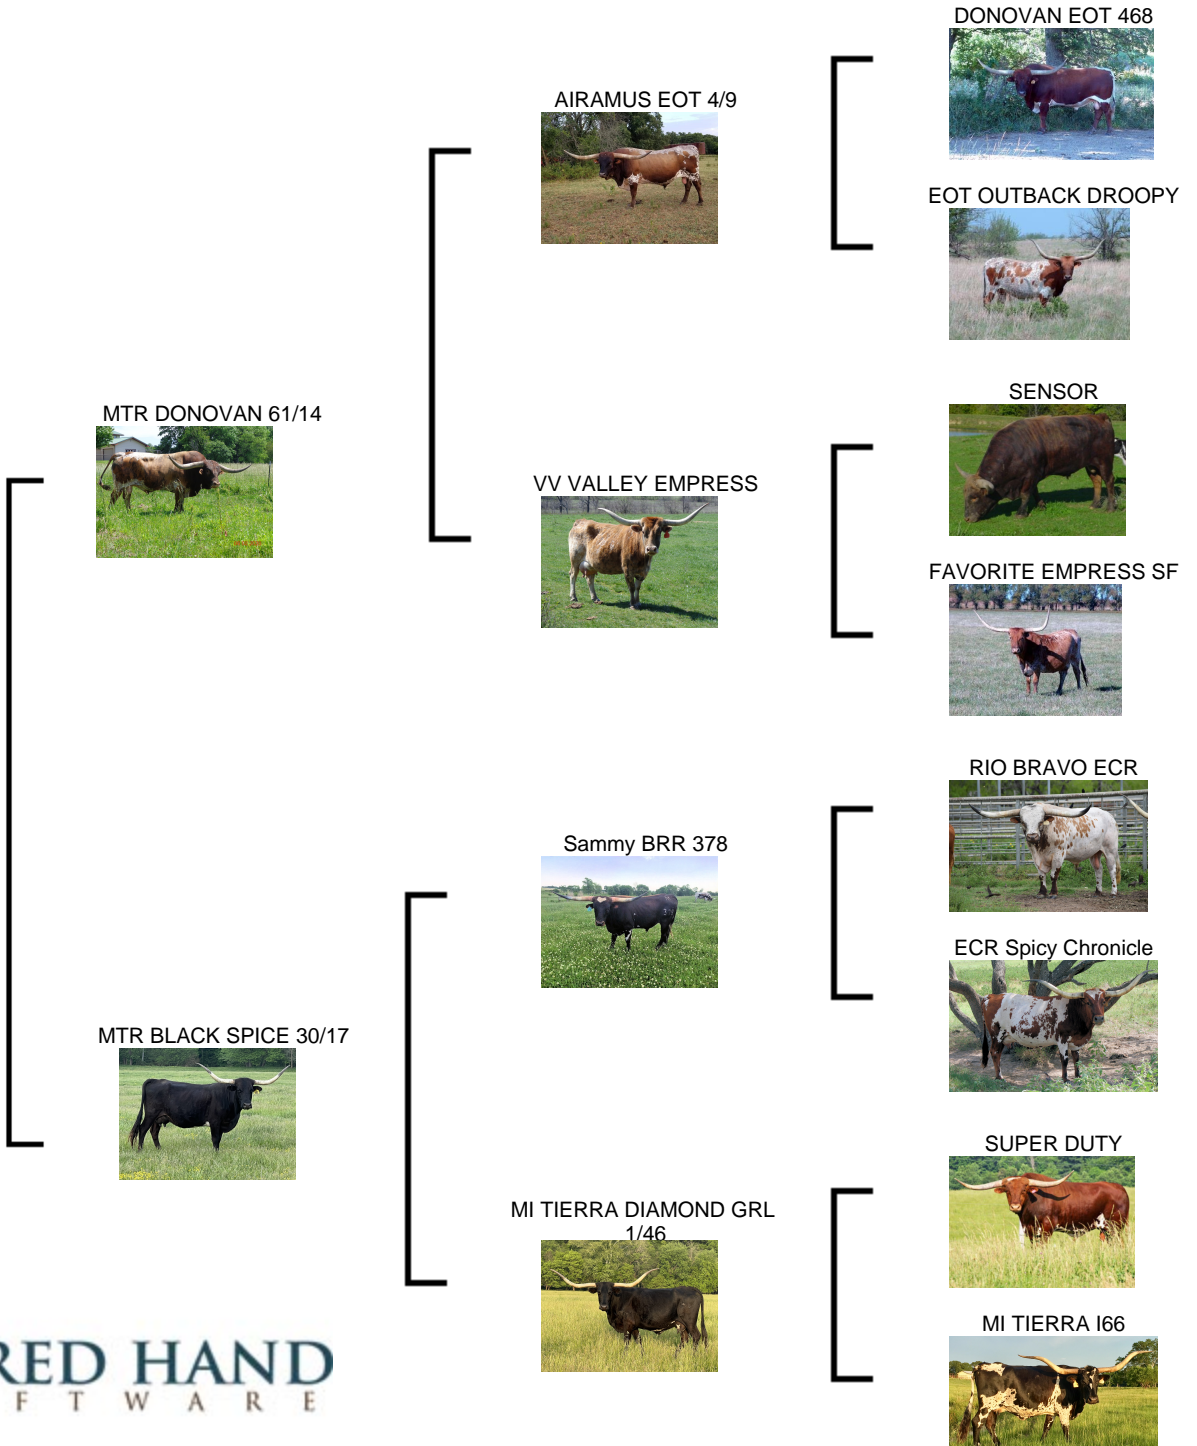 DONOVAN EOT 468
AIRAMUS EOT 4/9
EOT OUTBACK DROOPY
MTR DONOVAN 61/14
SENSOR
VV VALLEY EMPRESS
FAVORITE EMPRESS SF
RIO BRAVO ECR
Sammy BRR 378
ECR Spicy Chronicle
MTR BLACK SPICE 30/17
SUPER DUTY
MI TIERRA DIAMOND GRL
1/46
MI TIERRA I66
RED HAND
F T W A R E